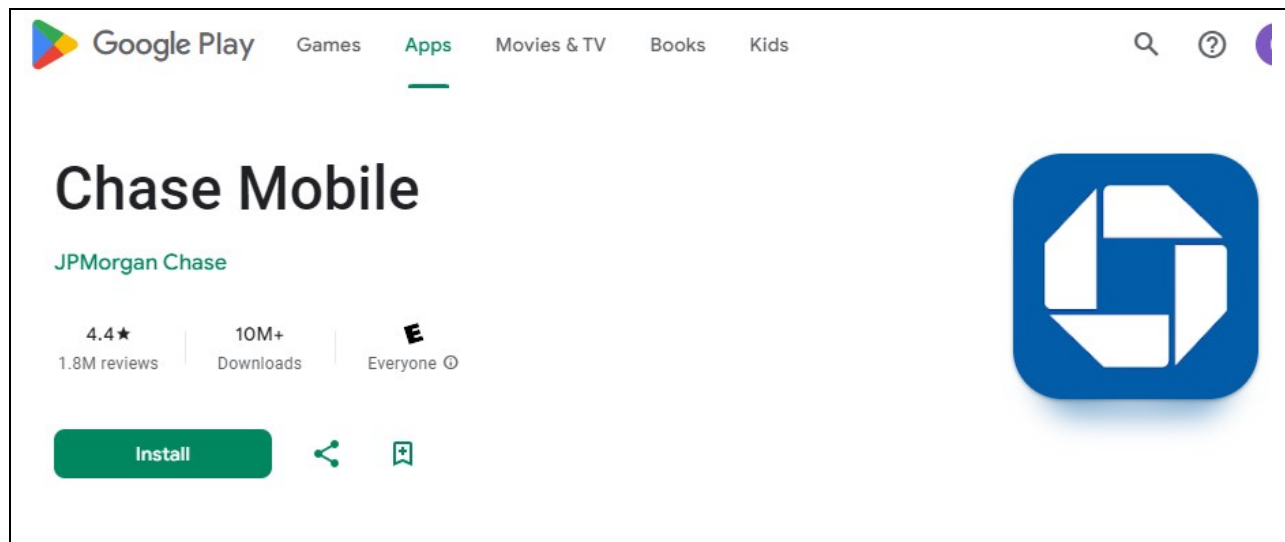 Google Play Games Apps Movies & TV Books Kids
Chase Mobile
JPMorgan Chase
4.4★ 10M+ E
1.8M reviews Downloads Everyone
Install